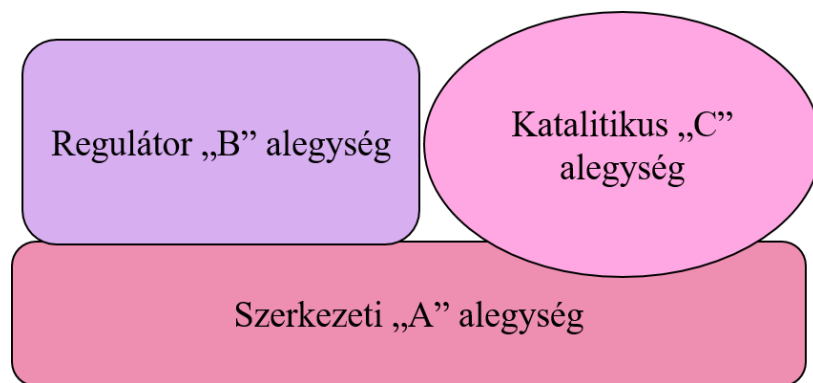 Regulátor „B” alegység
Katalitikus „C”
alegység
Szerkezeti „A” alegység